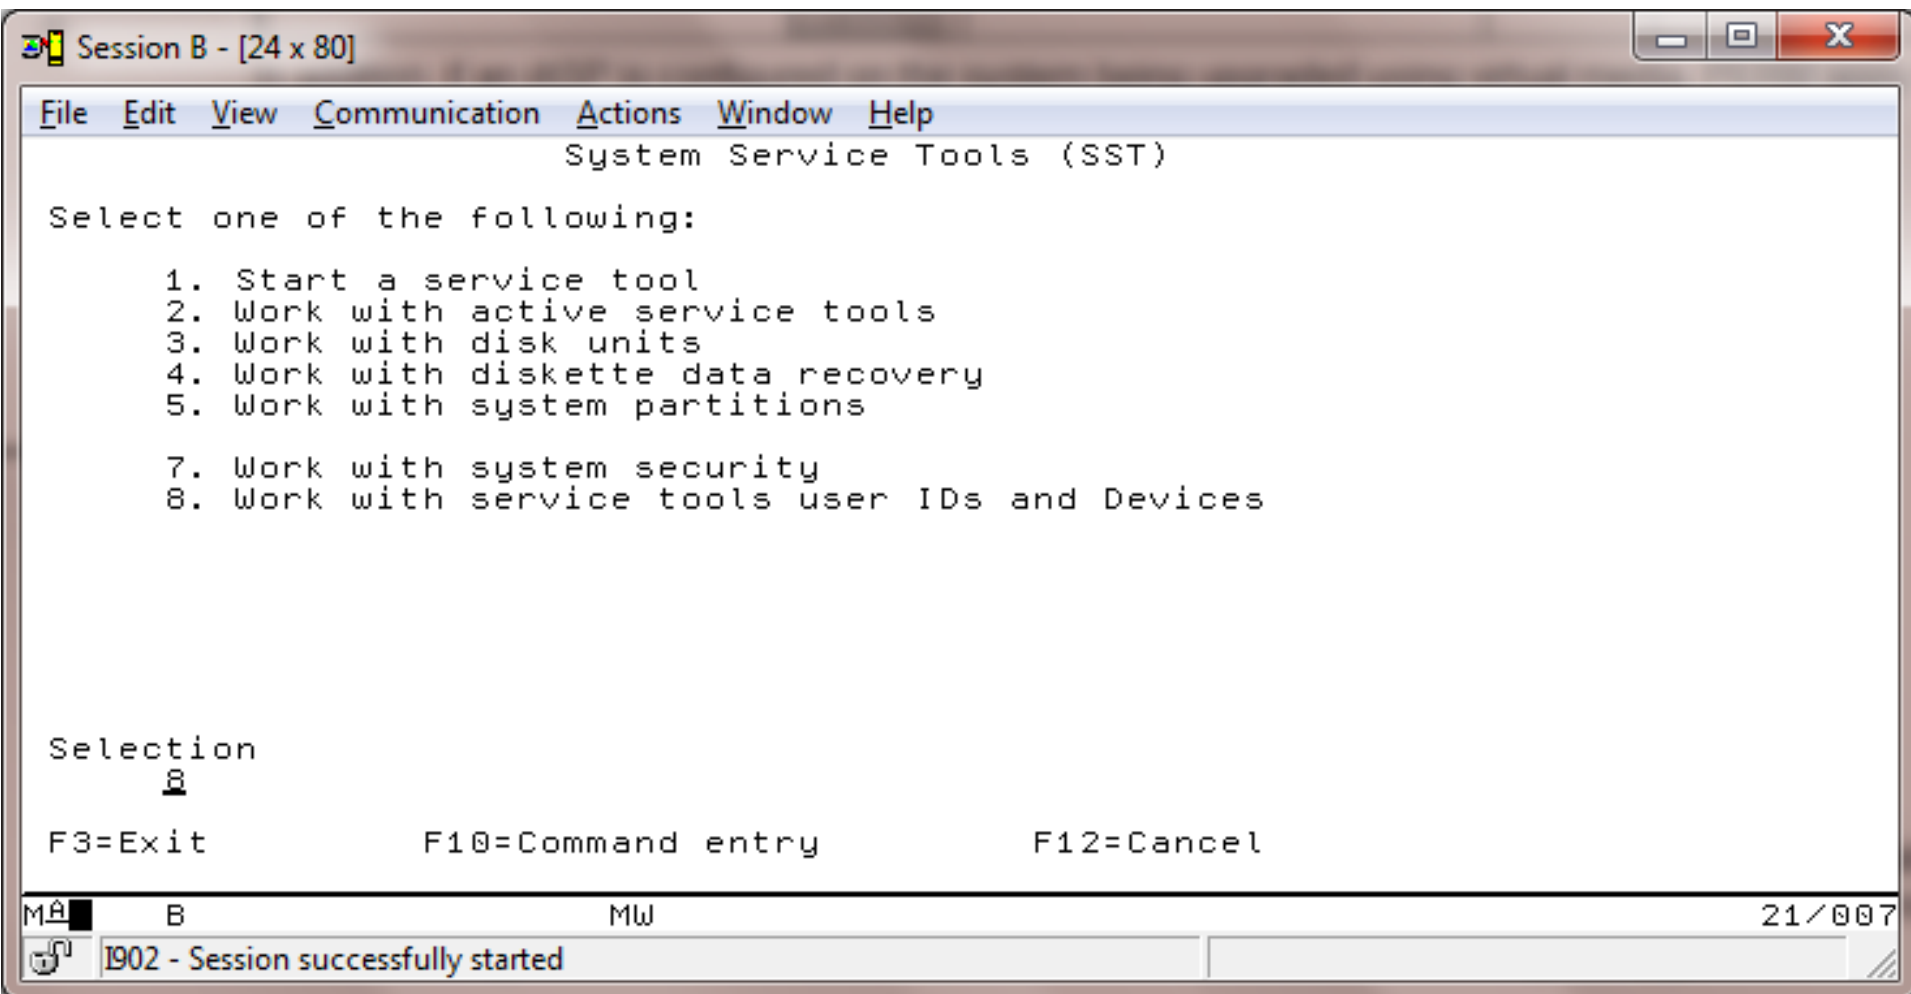 Session B - [24 x 80]
File Edit View Communication Actions Window Help
System Service Tools (SST)
Select one of the following:
1. Start a service tool
2. Work with active service tools
3. Work with disk units
4. Work with diskette data recovery
5. Work with system partitions
7. Work with system security
8. Work with service tools user IDs and Devices
Selection
8
F3=Exit F10=Command entry F12=Cancel
MA B MW 21/007
I902 - Session successfully started